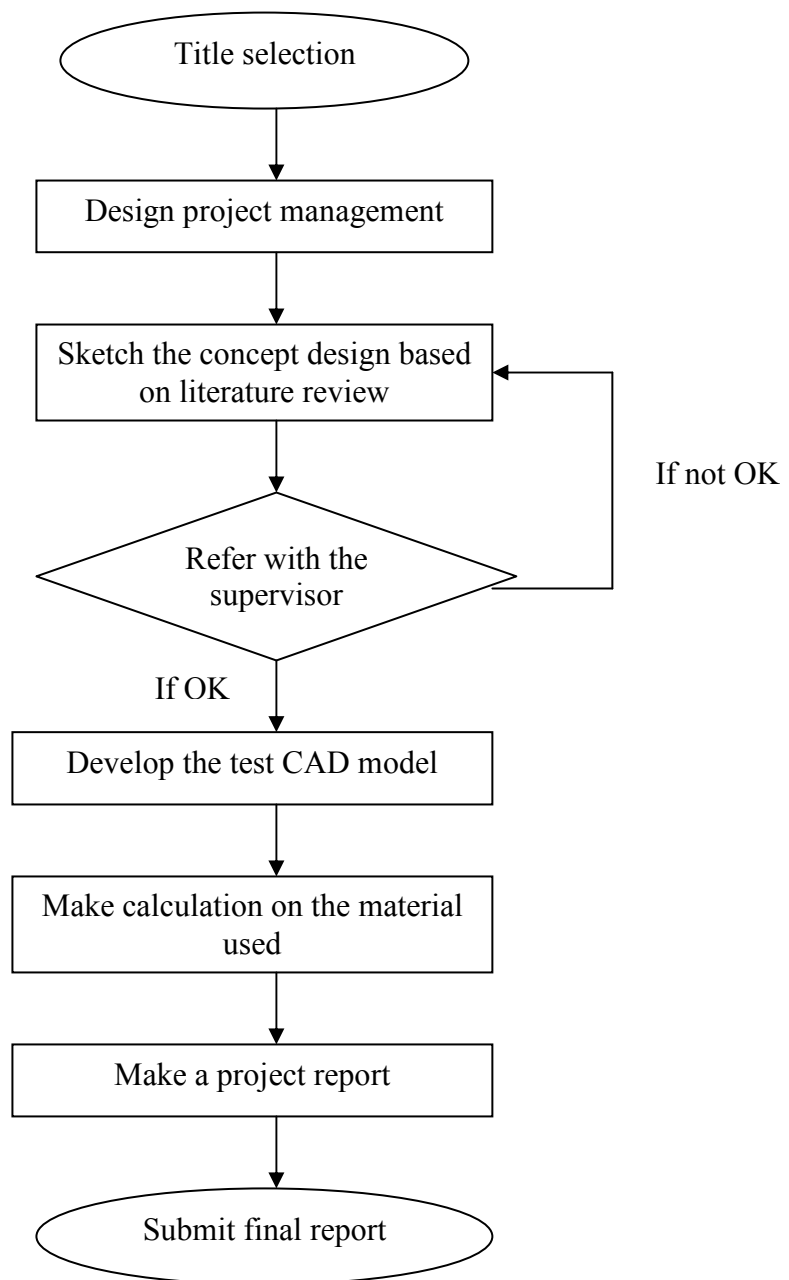 Title selection
Design project management
Sketch the concept design based
on literature review
If not OK
Refer with the
supervisor
If OK
Develop the test CAD model
Make calculation on the material
used
Make a project report
Submit final report